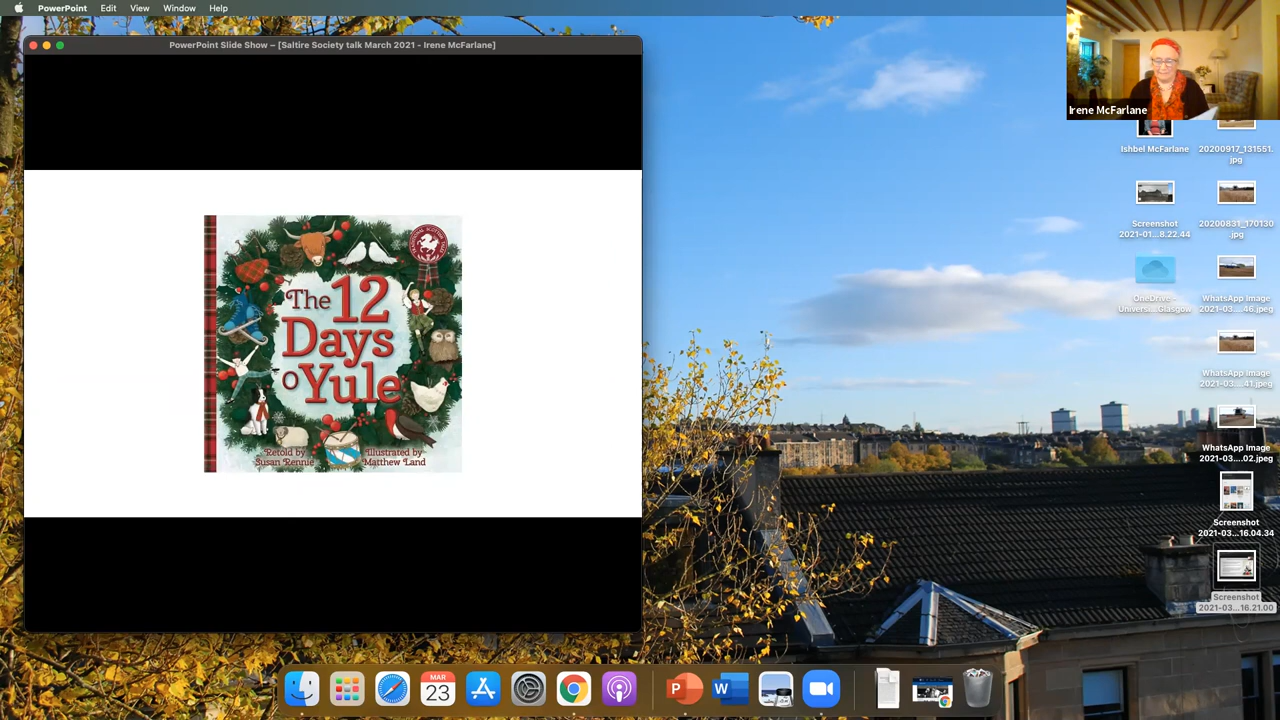 PowerPoint Edit View Window Help
PowerPoint Slide Show – [Saltire Society talk March 2021 - Irene McFarlane]
The 12
Days
o Yule
Retold by
Susan Rennie
Illustrated by
Matthew Land
Irene McFarlane
Ishbel McFarlane
20200917_131551.
jpg
Screenshot
2021-01...8.22.44
20200831_170130
.jpg
OneDrive -
Universi...Glasgow
WhatsApp Image
2021-03....46.jpeg
WhatsApp Image
2021-03....41.jpeg
WhatsApp Image
2021-03....02.jpeg
Screenshot
2021-03...16.04.34
Screenshot
2021-03...16.21.00
MAR
23
P
W